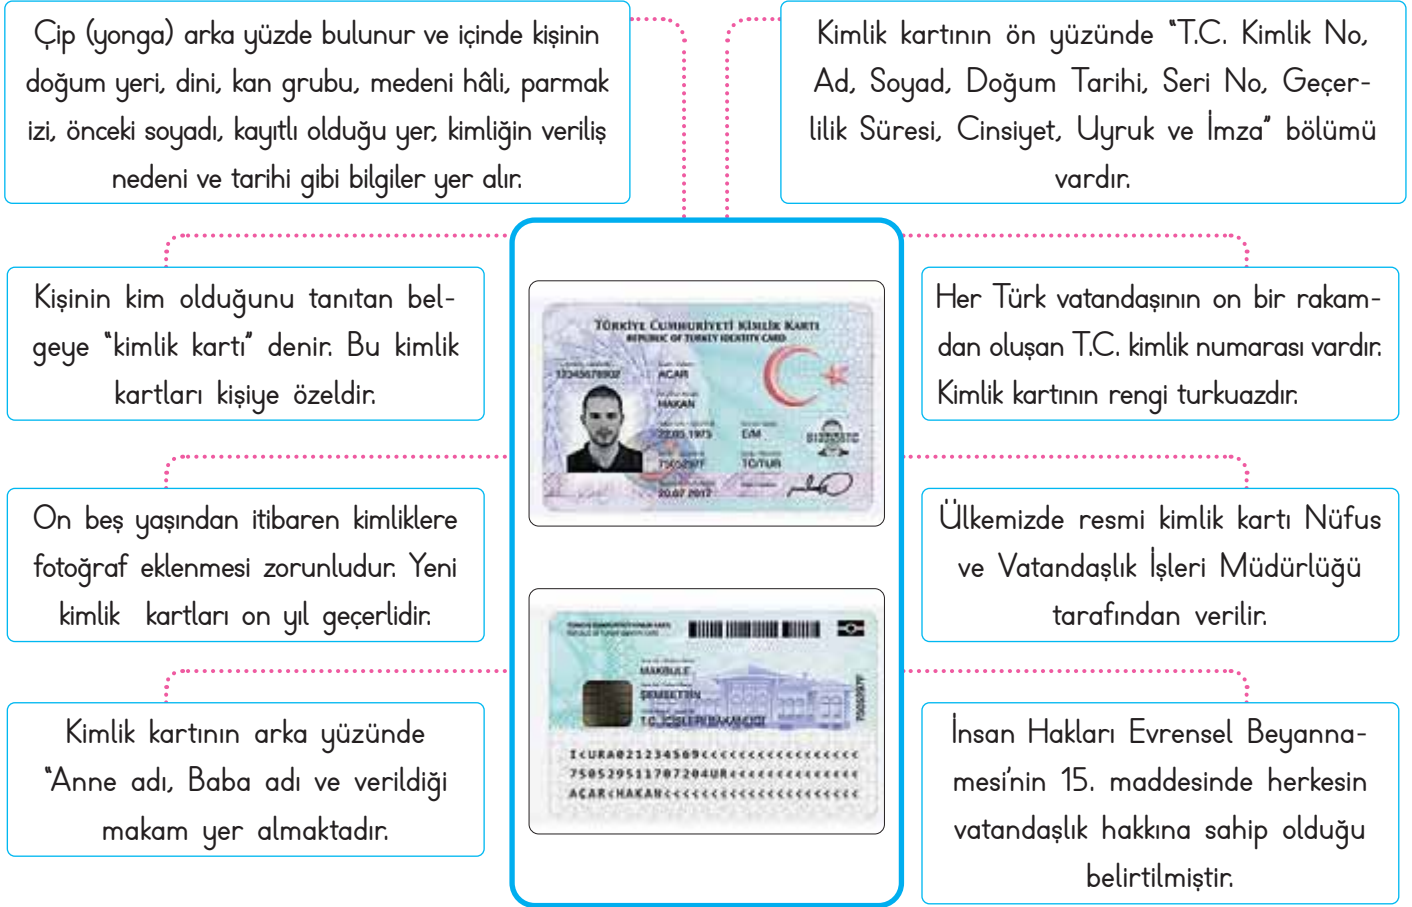 Çip (yonga) arka yüzde bulunur ve içinde kişinin
doğum yeri, dini, kan grubu, medeni hâli, parmak
izi, önceki soyadı, kayıtlı olduğu yer, kimliğin veriliş
nedeni ve tarihi gibi bilgiler yer alır.
Kimlik kartının ön yüzünde "T.C. Kimlik No,
Ad, Soyad, Doğum Tarihi, Seri No, Geçer-
lilik Süresi, Cinsiyet, Uyruk ve İmza" bölümü
vardır.
Kişinin kim olduğunu tanıtan bel-
geye "kimlik kartı" denir. Bu kimlik
kartları kişiye özeldir.
Her Türk vatandaşının on bir rakam-
dan oluşan T.C. kimlik numarası vardır.
Kimlik kartının rengi turkuazdır.
On beş yaşından itibaren kimliklere
fotoğraf eklenmesi zorunludur. Yeni
kimlik kartları on yıl geçerlidir.
Ülkemizde resmi kimlik kartı Nüfus
ve Vatandaşlık İşleri Müdürlüğü
tarafından verilir.
Kimlik kartının arka yüzünde
"Anne adı, Baba adı ve verildiği
makam yer almaktadır.
İnsan Hakları Evrensel Beyanna-
mesi'nin 15. maddesinde herkesin
vatandaşlık hakkına sahip olduğu
belirtilmiştir.
TÜRKİYE CUMHURİYETİ KİMLİK KARTI
REPUBLIC OF TURKEY IDENTITY CARD
12345678902
ACAR
HAKAN
22.05.1975
E/M
7505297F
TC/TUR
20.07.2017
MAKBULE
ŞEMSETTİN
T.C. İÇİŞLERİ BAKANLIĞI
7505297F
I<URA021234569<<<<<<<<<<<<<<<<
750529511707204UR<<<<<<<<<<<<<
ACAR<HAKAN<<<<<<<<<<<<<<<<<<<<